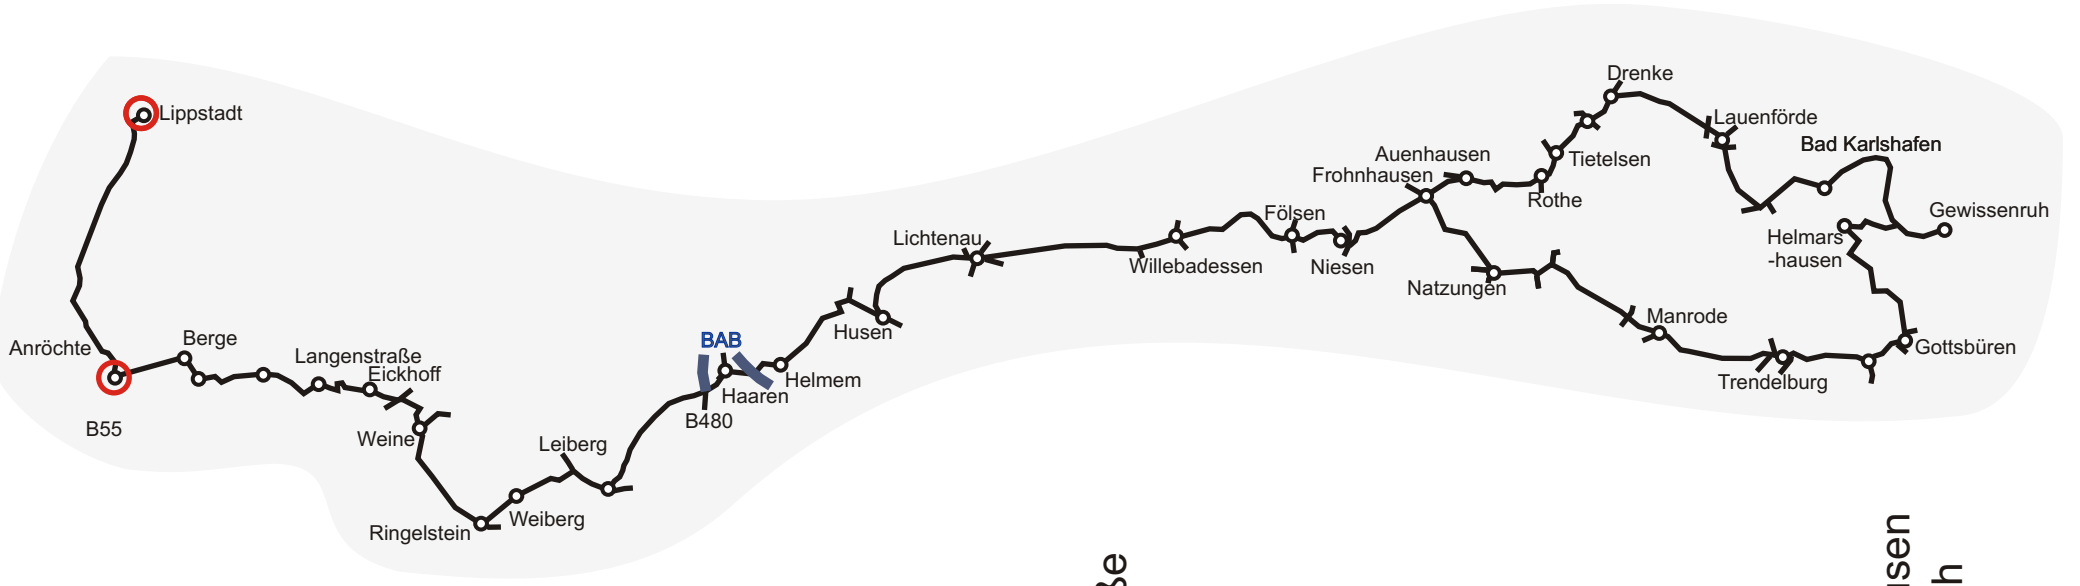 Drenke
Lippstadt
Lauenförde
Bad Karlshafen
Auenhausen
Tietelsen
Frohnhausen
Rothe
Gewissenruh
Fölsen
Lichtenau
Helmars
-hausen
Willebadessen
Niesen
Natzungen
Manrode
Husen
Berge
BAB
Anröchte
Gottsbüren
Langenstraße
Eickhoff
Helmern
Trendelburg
Haaren
B480
B55
Weine
Leiberg
Weiberg
Ringelstein